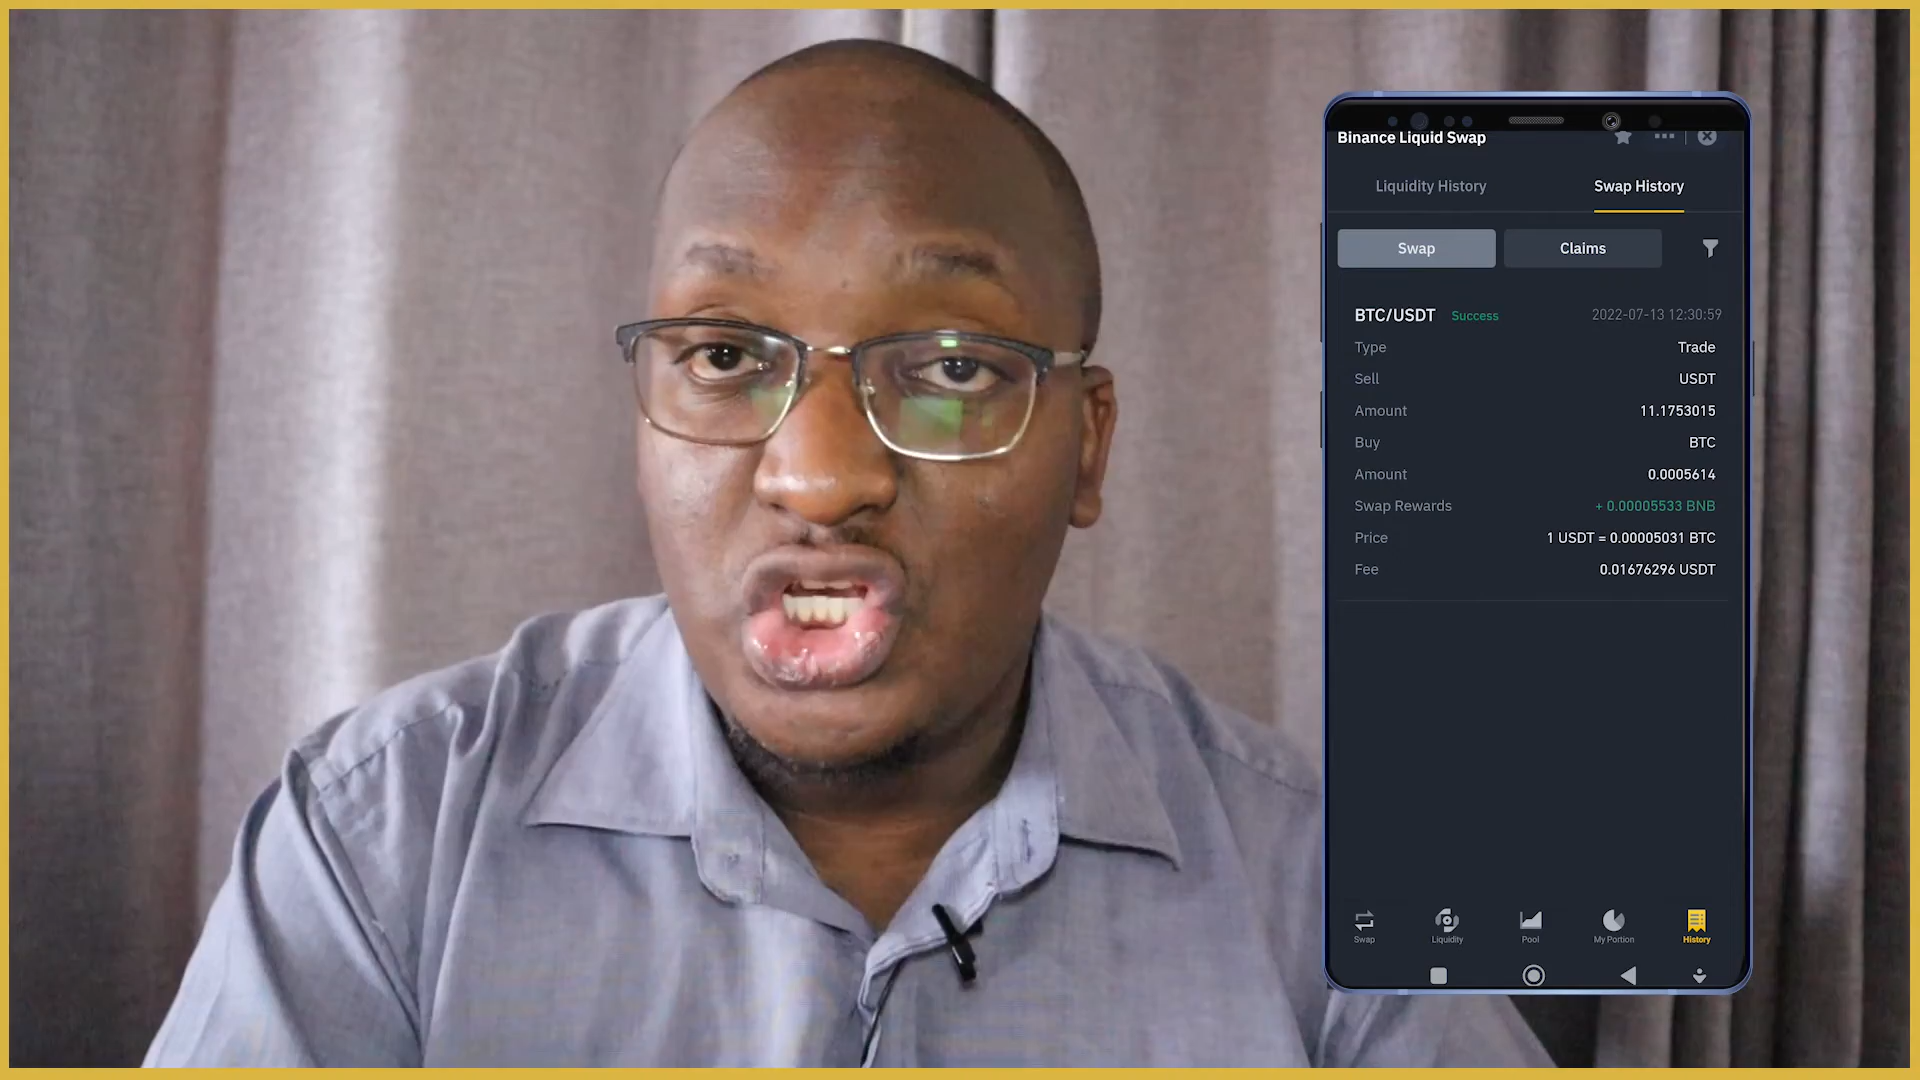 Binance Liquid Swap
Liquidity History Swap History
Swap Claims
BTC/USDT Success 2022-07-13 12:30:59
Type Trade
Sell USDT
Amount 11.1753015
Buy BTC
Amount 0.0005614
Swap Rewards + 0.00005533 BNB
Price 1 USDT = 0.00005031 BTC
Fee 0.01676296 USDT
Swap Liquidity Pool My Portion History